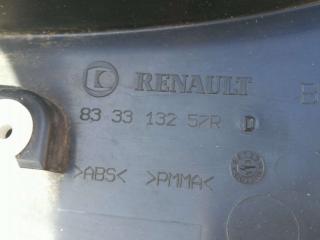 RENAULT
83 33 132 57R D
>ABS< >PMMA<